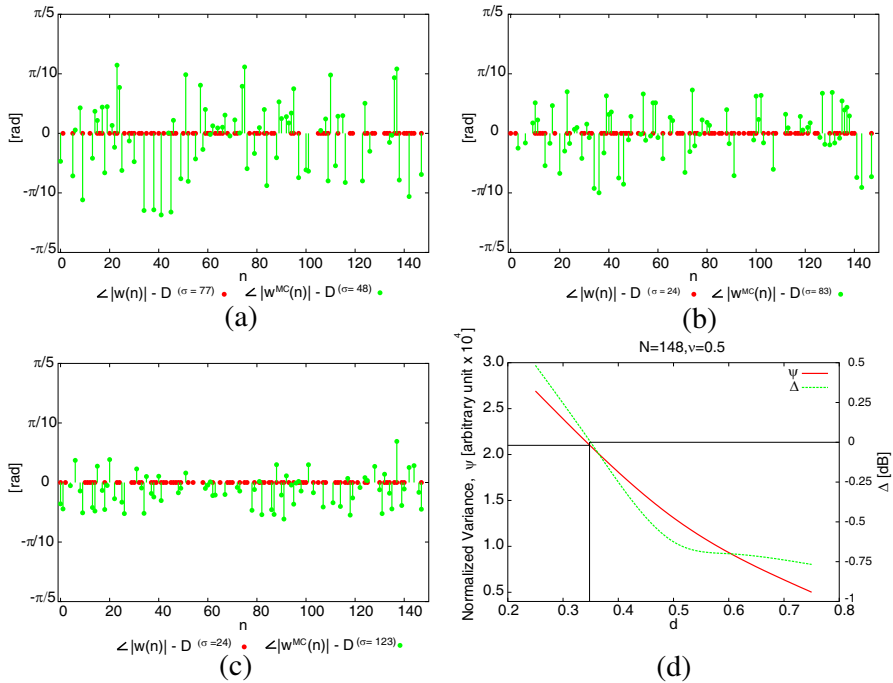 π/5
π/10
0
-π/10
-π/5
[rad]
0 20 40 60 80 100 120 140
n
∠|w(n)| - D (σ = 77) ∠|w^MC(n)| - D (σ= 48)
(a)
π/5
π/10
0
-π/10
-π/5
[rad]
0 20 40 60 80 100 120 140
n
∠|w(n)| - D (σ = 24) ∠|w^MC(n)| - D (σ= 83)
(b)
π/5
π/10
0
-π/10
-π/5
[rad]
0 20 40 60 80 100 120 140
n
∠|w(n)| - D (σ =24) ∠|w^MC(n)| - D (σ= 123)
(c)
N=148,ν=0.5
3.0
2.5
2.0
1.5
1.0
0.5
Normalized Variance, ψ [arbitrary unit x 10^4]
ψ
Δ
0.5
0.25
0
-0.25
-0.5
-0.75
-1
Δ [dB]
0.2 0.3 0.4 0.5 0.6 0.7 0.8
d
(d)